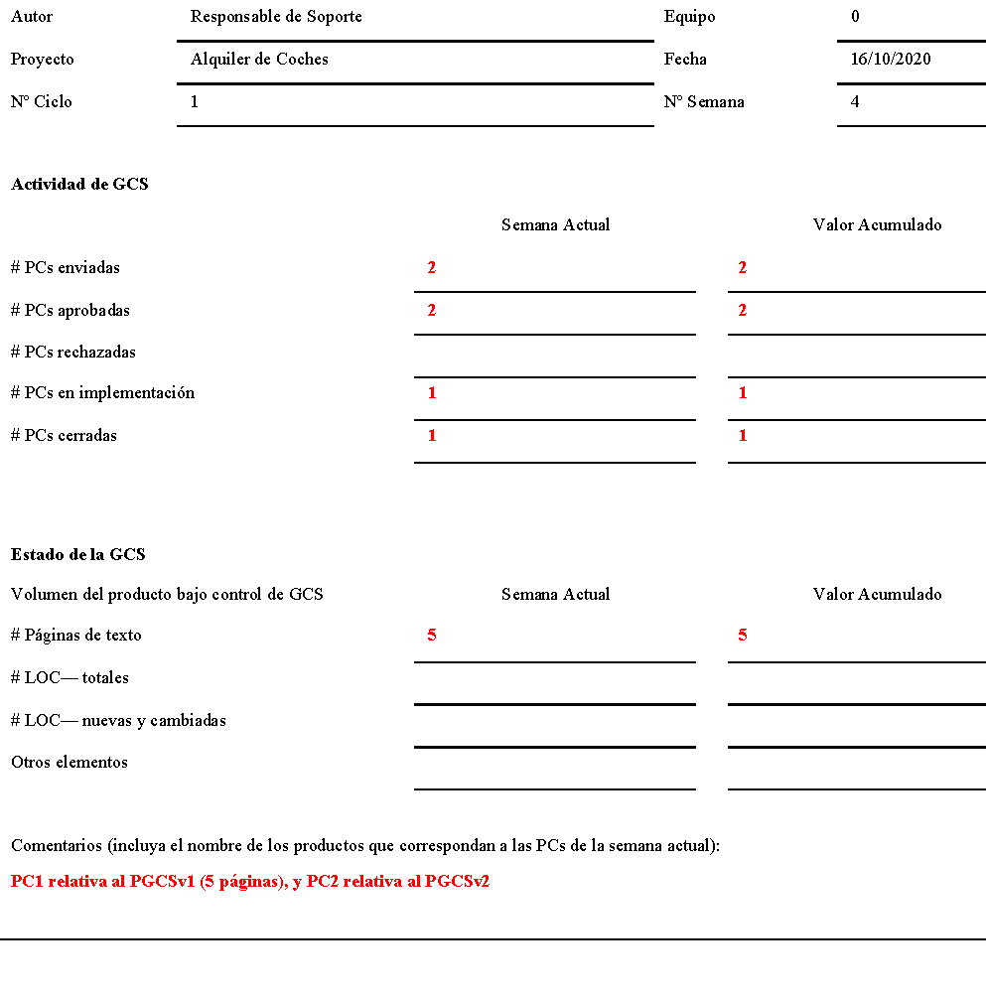 Autor Responsable de Soporte Equipo 0
Proyecto Alquiler de Coches Fecha 16/10/2020
Nº Ciclo 1 Nº Semana 4
Actividad de GCS
Semana Actual Valor Acumulado
# PCs enviadas 2 2
# PCs aprobadas 2 2
# PCs rechazadas
# PCs en implementación 1 1
# PCs cerradas 1 1
Estado de la GCS
Volumen del producto bajo control de GCS Semana Actual Valor Acumulado
# Páginas de texto 5 5
# LOC— totales
# LOC— nuevas y cambiadas
Otros elementos
Comentarios (incluya el nombre de los productos que correspondan a las PCs de la semana actual):
PC1 relativa al PGCSv1 (5 páginas), y PC2 relativa al PGCSv2